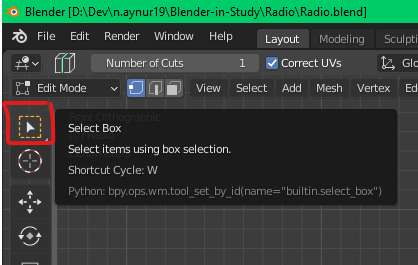 Blender [D:\Dev\n.aynur19\Blender-in-Study\Radio\Radio.blend]
File Edit Render Window Help Layout Modeling Sculptin
Number of Cuts 1 Correct UVs Glo
Edit Mode View Select Add Mesh Vertex Ed
Front Orthographic
Select Box
Select items using box selection.
Shortcut Cycle: W
Python: bpy.ops.wm.tool_set_by_id(name="builtin.select_box")